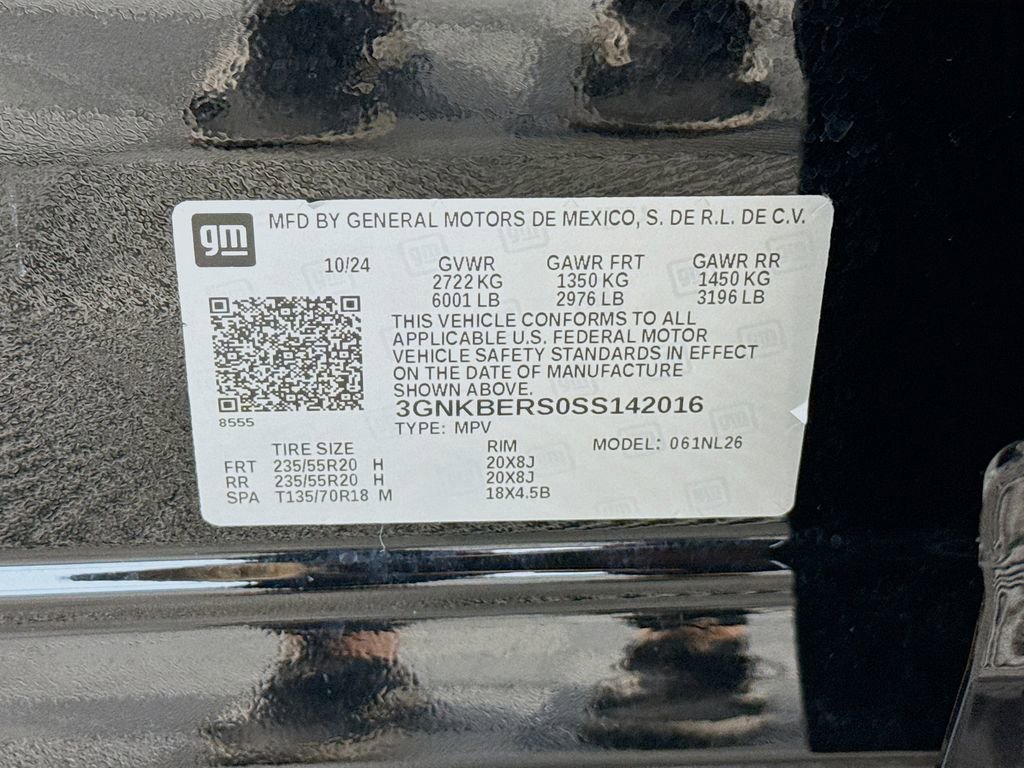 gm MFD BY GENERAL MOTORS DE MEXICO, S. DE R.L. DE C.V.
10/24 GVWR GAWR FRT GAWR RR
2722 KG 1350 KG 1450 KG
6001 LB 2976 LB 3196 LB
THIS VEHICLE CONFORMS TO ALL
APPLICABLE U.S. FEDERAL MOTOR
VEHICLE SAFETY STANDARDS IN EFFECT
ON THE DATE OF MANUFACTURE
SHOWN ABOVE.
3GNKBERS0SS142016
8555
TYPE: MPV
TIRE SIZE RIM MODEL: 061NL26
FRT 235/55R20 H 20X8J
RR 235/55R20 H 20X8J
SPA T135/70R18 M 18X4.5B